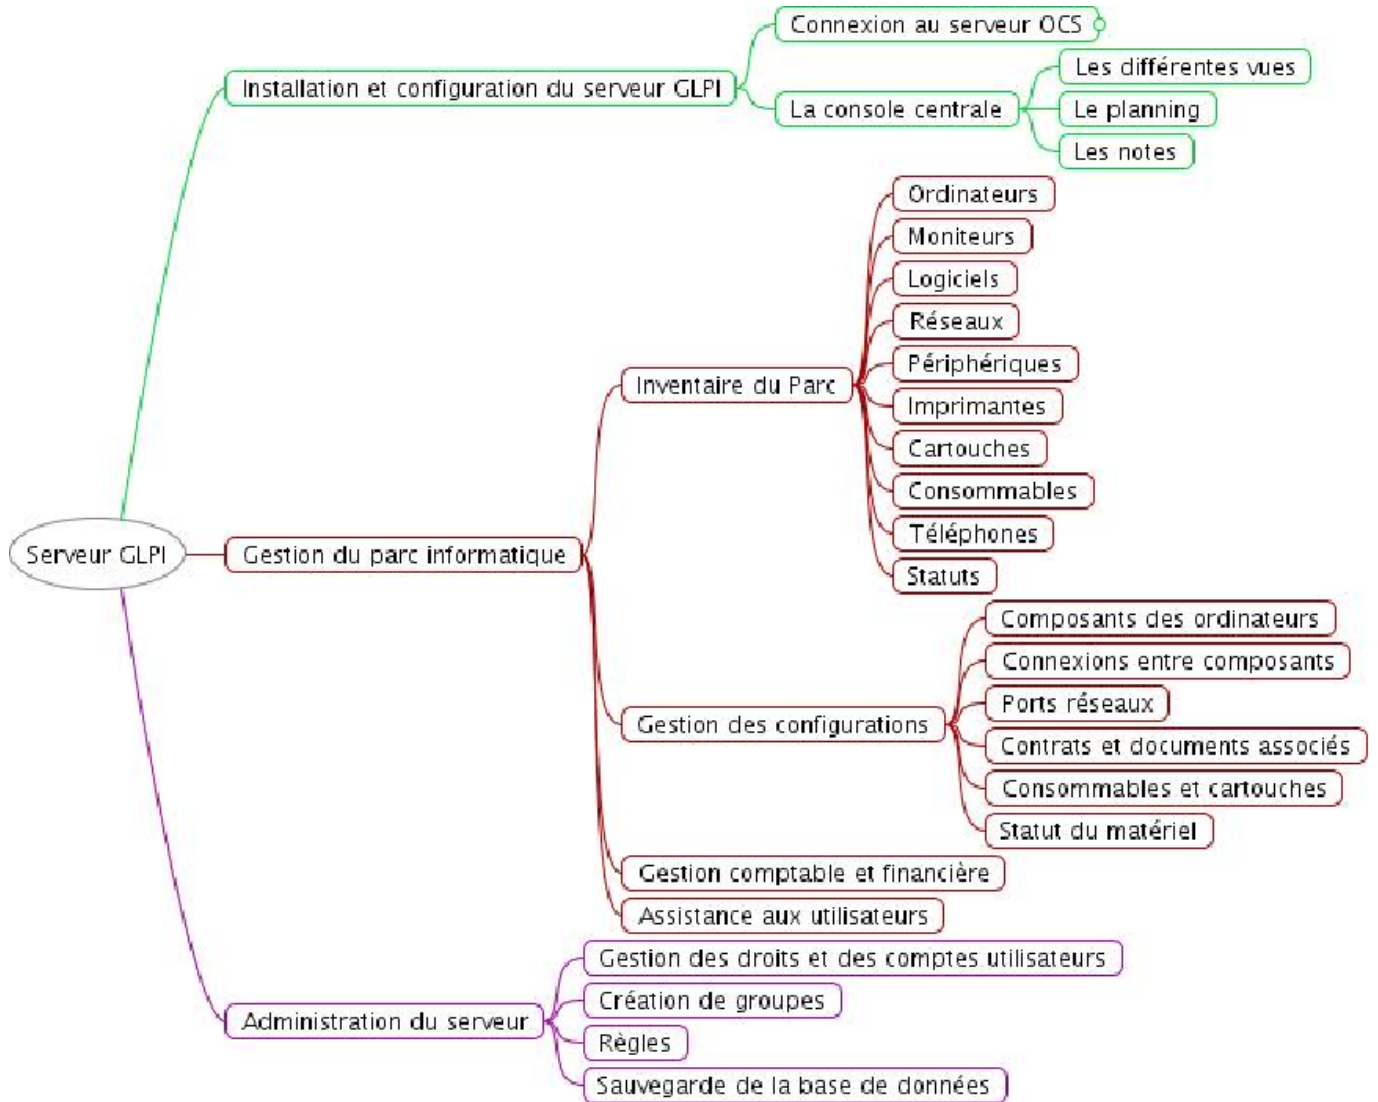 Connexion au serveur OCS
Installation et configuration du serveur GLPI
Les différentes vues
La console centrale
Le planning
Les notes
Ordinateurs
Moniteurs
Logiciels
Réseaux
Périphériques
Inventaire du Parc
Imprimantes
Cartouches
Consommables
Téléphones
Serveur GLPI
Gestion du parc informatique
Statuts
Composants des ordinateurs
Connexions entre composants
Ports réseaux
Gestion des configurations
Contrats et documents associés
Consommables et cartouches
Statut du matériel
Gestion comptable et financière
Assistance aux utilisateurs
Gestion des droits et des comptes utilisateurs
Création de groupes
Administration du serveur
Règles
Sauvegarde de la base de données